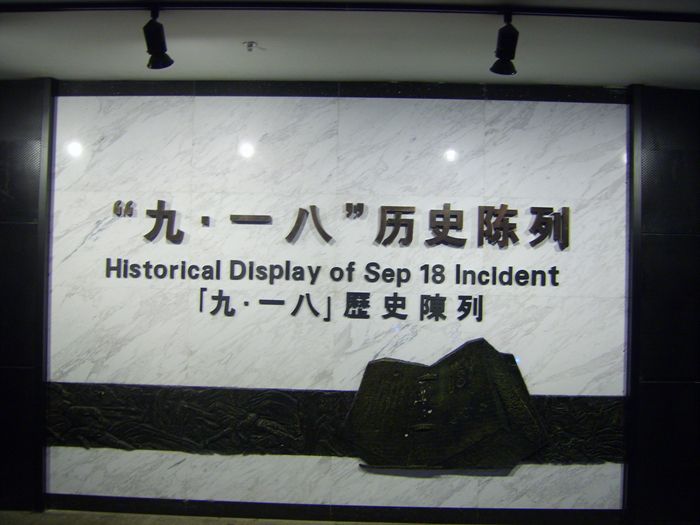 “九·一八”历史陈列
Historical Display of Sep 18 Incident
「九·一八」歷史陳列